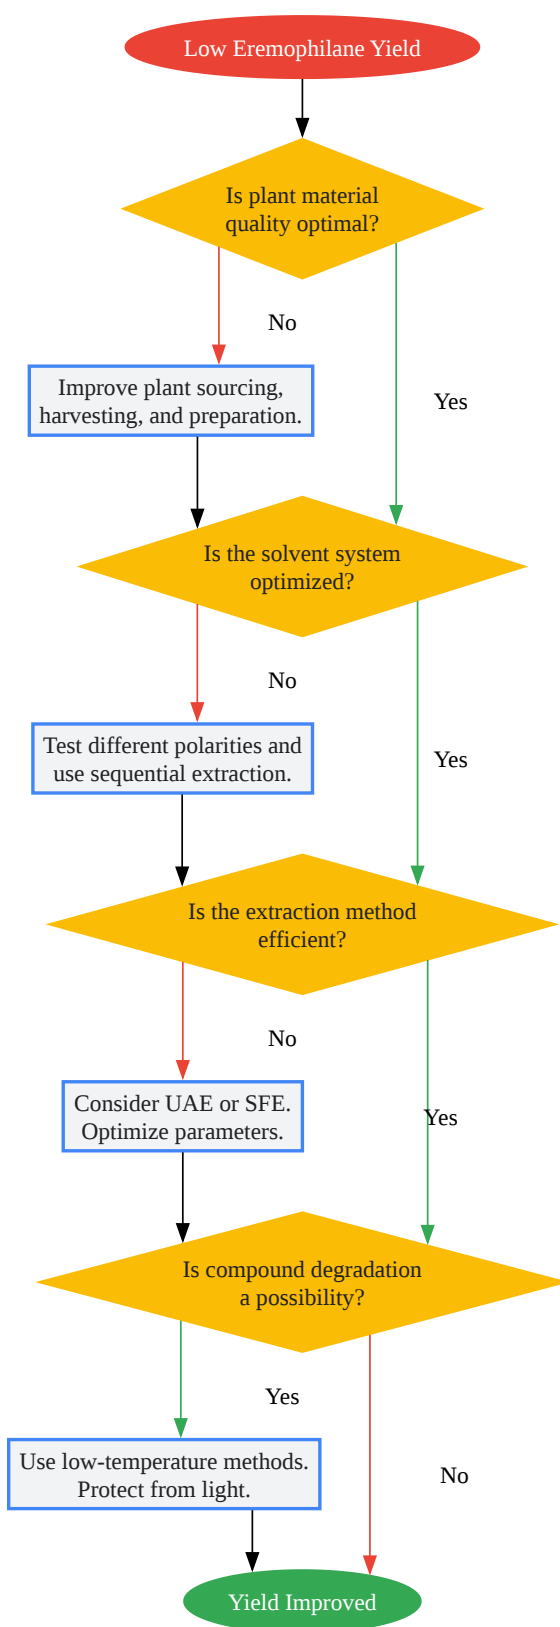 Low Eremophilane Yield
Is plant material
quality optimal?
No
Improve plant sourcing,
harvesting, and preparation.
Yes
Is the solvent system
optimized?
No
Test different polarities and
use sequential extraction.
Yes
Is the extraction method
efficient?
No
Consider UAE or SFE.
Optimize parameters.
Yes
Is compound degradation
a possibility?
Yes
Use low-temperature methods.
Protect from light.
No
Yield Improved